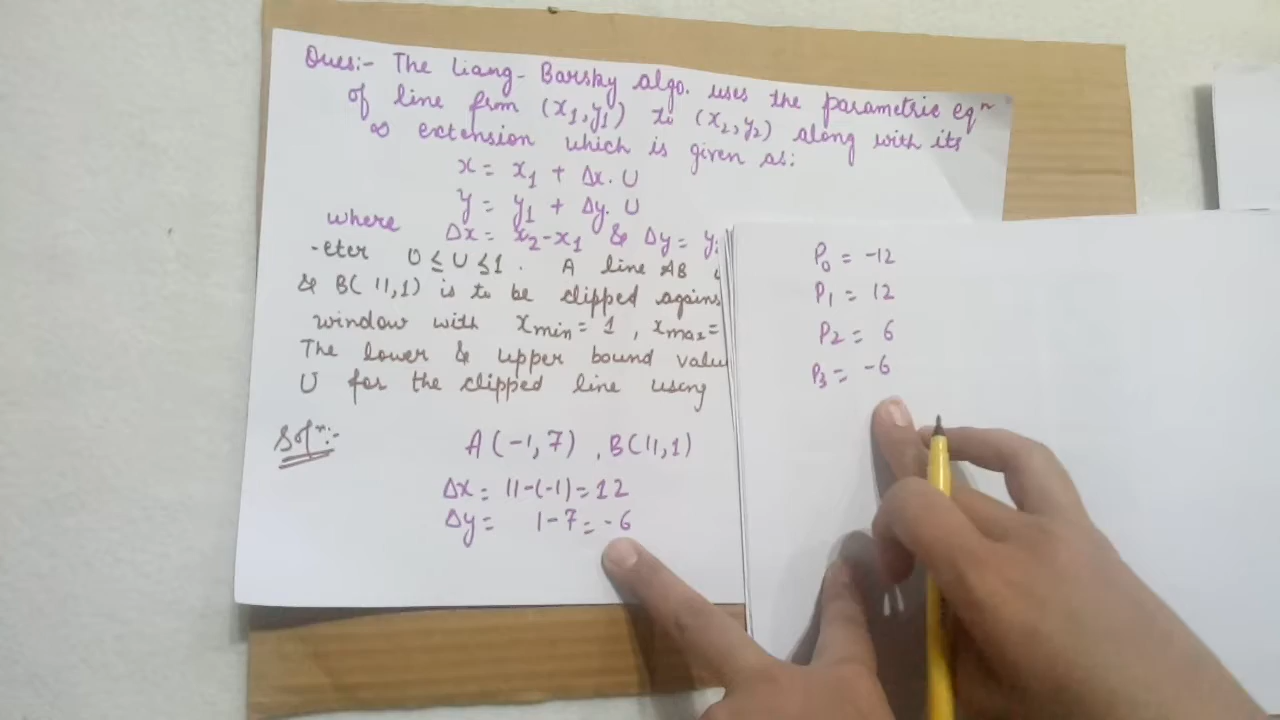 Ques:- The Liang-Barsky algo. uses the parametric eqⁿ
of line from (x₁,y₁) to (x₂,y₂) along with its
∞ extension which is given as:
x = x₁ + Δx.U
y = y₁ + Δy.U
where Δx = x₂-x₁ & Δy =
-eter 0 ≤ U ≤ 1. A line AB
& B(11,1) is to be clipped
window with xmin = 1, xmax =
The lower & upper bound
U for the clipped line using
Solⁿ:- A(-1,7), B(11,1)
Δx = 11-(-1) = 12
Δy = 1-7 = -6
P₀ = -12
P₁ = 12
P₂ = 6
P₃ = -6